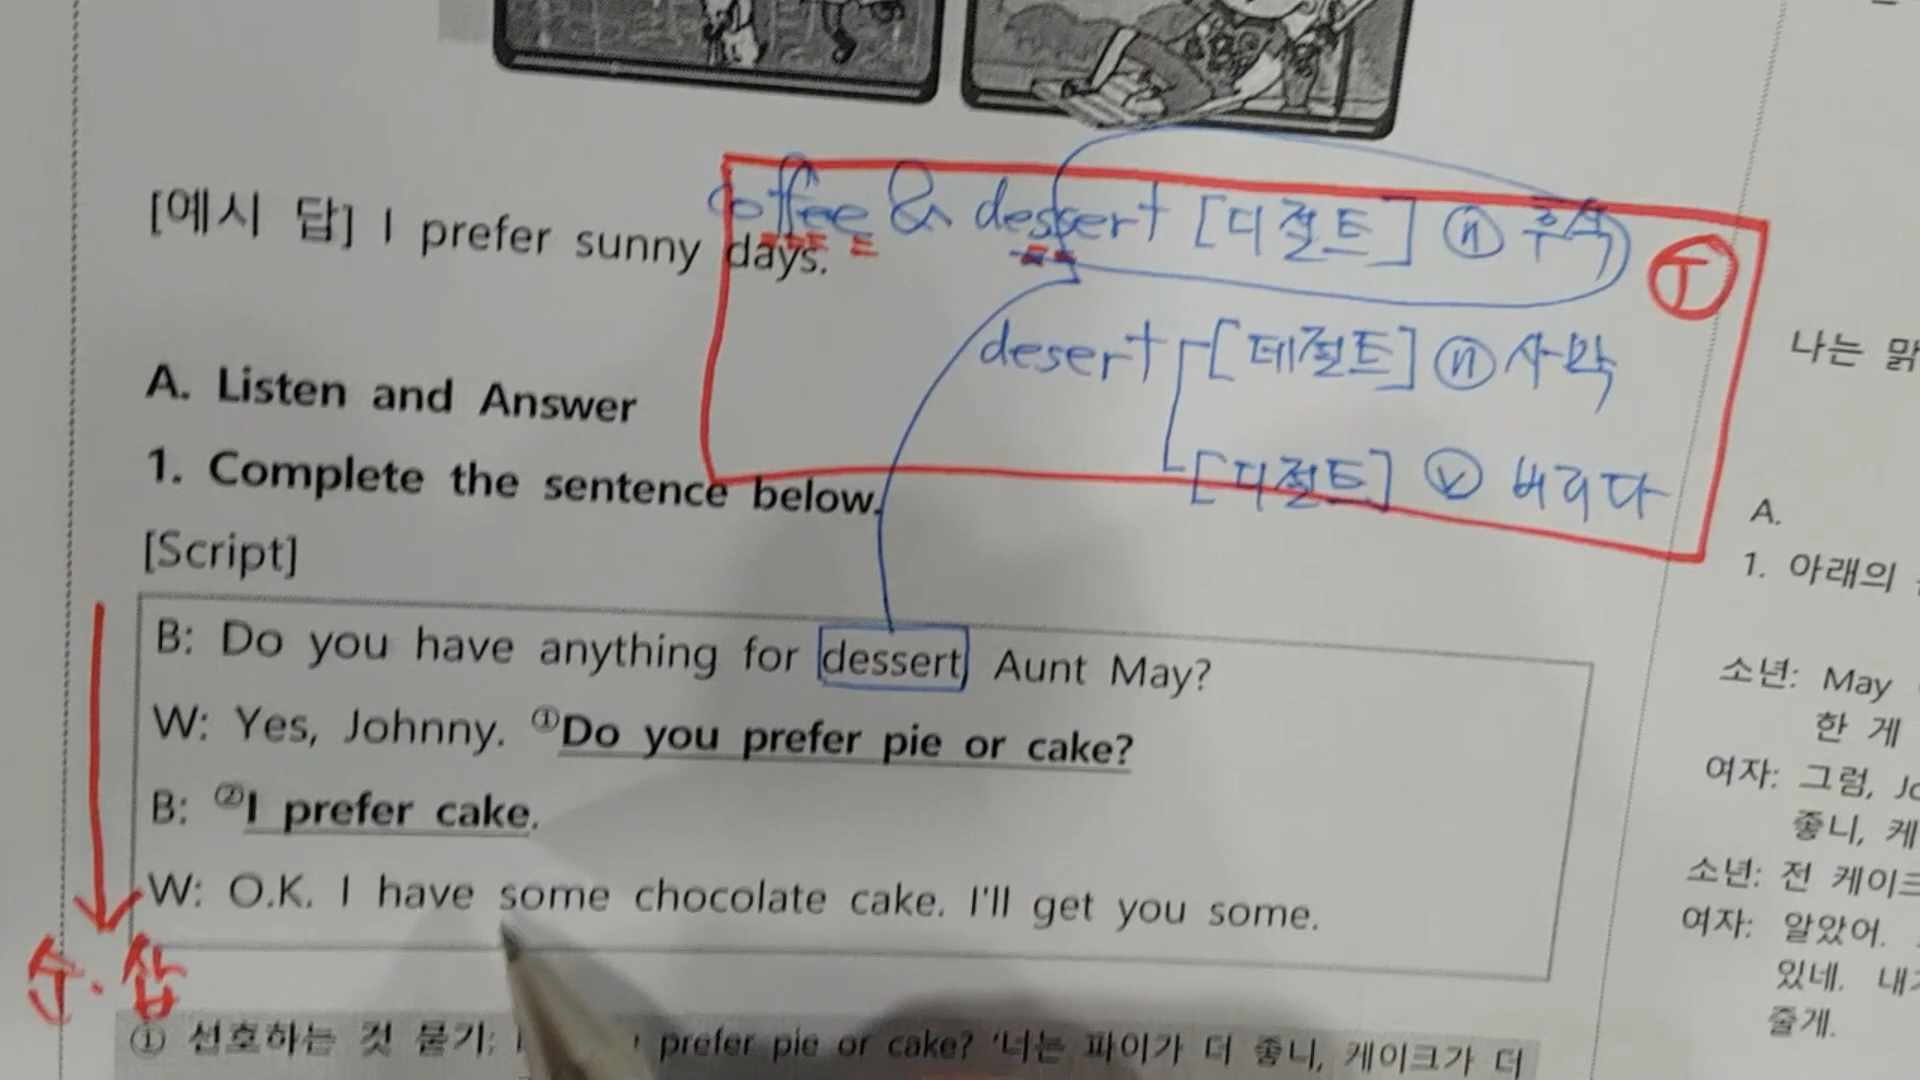 coffee & dessert [디절트] ⓝ 후식
[예시 답] I prefer sunny days.
T
desert [데절트] ⓝ 사막
[디절트] ⓥ 버리다
A. Listen and Answer
1. Complete the sentence below.
[Script]
B: Do you have anything for dessert, Aunt May?
W: Yes, Johnny. ①Do you prefer pie or cake?
B: ②I prefer cake.
W: O.K. I have some chocolate cake. I'll get you some.
순·삽
① 선호하는 것 묻기: prefer pie or cake? '너는 파이가 더 좋니, 케이크가 더
나는 맑
A.
1. 아래의
소년: May
한 게
여자: 그럼, Jo
좋니, 케
소년: 전 케이크
여자: 알았어.
있네. 내가
줄게.